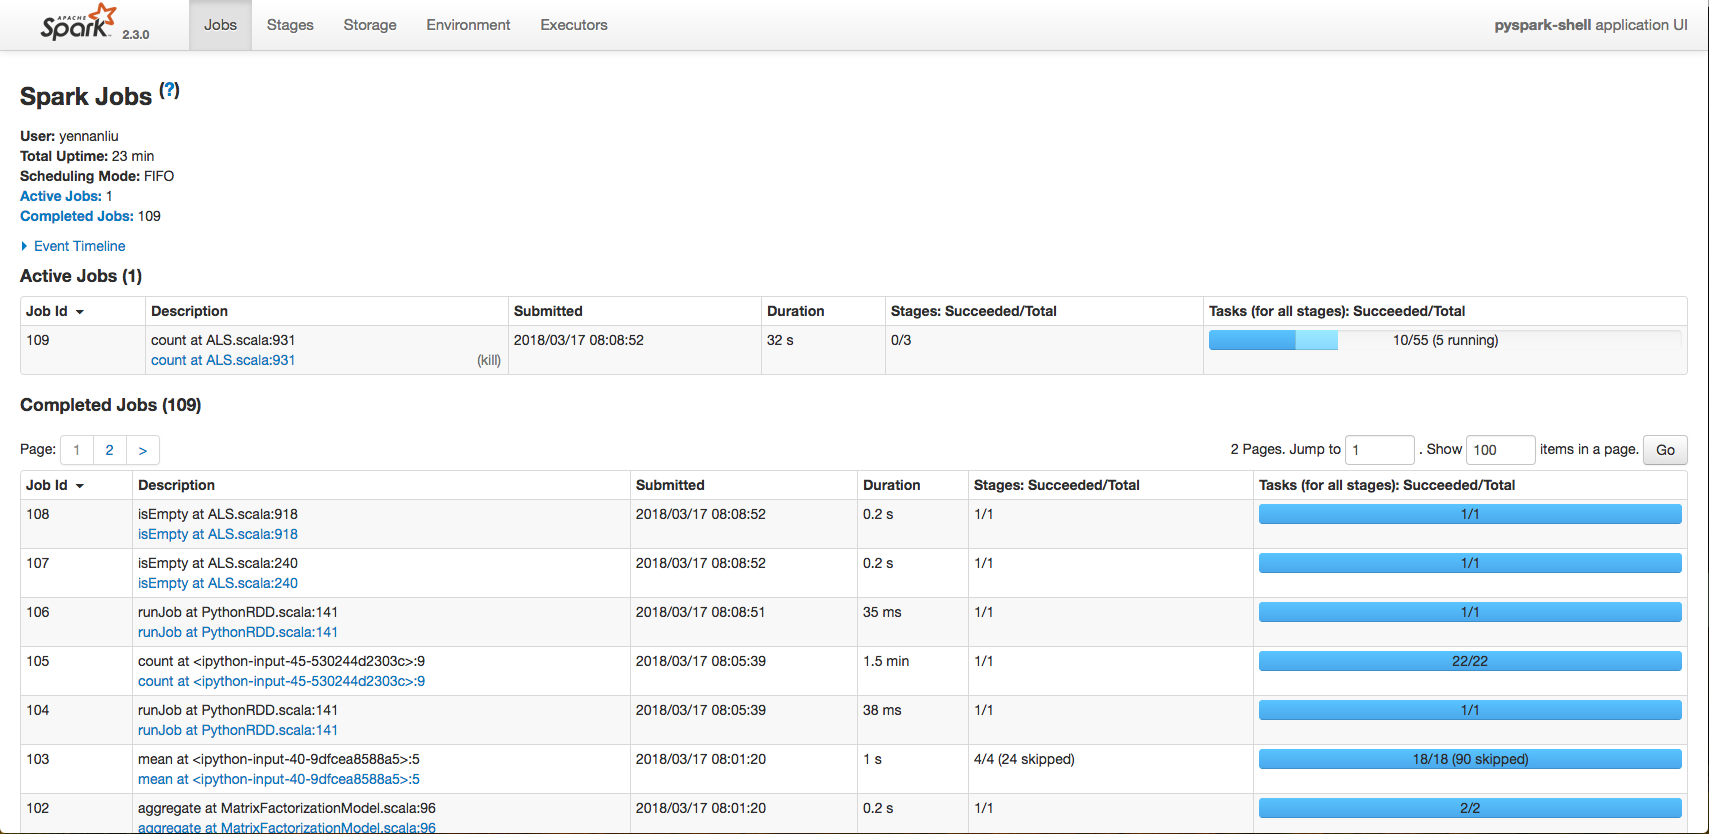 APACHE
Spark 2.3.0 Jobs Stages Storage Environment Executors pyspark-shell application UI
Spark Jobs (?)
User: yennanliu
Total Uptime: 23 min
Scheduling Mode: FIFO
Active Jobs: 1
Completed Jobs: 109
Event Timeline
Active Jobs (1)
Job Id Description Submitted Duration Stages: Succeeded/Total Tasks (for all stages): Succeeded/Total
109 count at ALS.scala:931 2018/03/17 08:08:52 32 s 0/3 10/55 (5 running)
count at ALS.scala:931 (kill)
Completed Jobs (109)
Page: 1 2 > 2 Pages. Jump to 1 . Show 100 items in a page. Go
Job Id Description Submitted Duration Stages: Succeeded/Total Tasks (for all stages): Succeeded/Total
108 isEmpty at ALS.scala:918 2018/03/17 08:08:52 0.2 s 1/1 1/1
isEmpty at ALS.scala:918
107 isEmpty at ALS.scala:240 2018/03/17 08:08:52 0.2 s 1/1 1/1
isEmpty at ALS.scala:240
106 runJob at PythonRDD.scala:141 2018/03/17 08:08:51 35 ms 1/1 1/1
runJob at PythonRDD.scala:141
105 count at <ipython-input-45-530244d2303c>:9 2018/03/17 08:05:39 1.5 min 1/1 22/22
count at <ipython-input-45-530244d2303c>:9
104 runJob at PythonRDD.scala:141 2018/03/17 08:05:39 38 ms 1/1 1/1
runJob at PythonRDD.scala:141
103 mean at <ipython-input-40-9dfcea8588a5>:5 2018/03/17 08:01:20 1 s 4/4 (24 skipped) 18/18 (90 skipped)
mean at <ipython-input-40-9dfcea8588a5>:5
102 aggregate at MatrixFactorizationModel.scala:96 2018/03/17 08:01:20 0.2 s 1/1 2/2
aggregate at MatrixFactorizationModel.scala:96